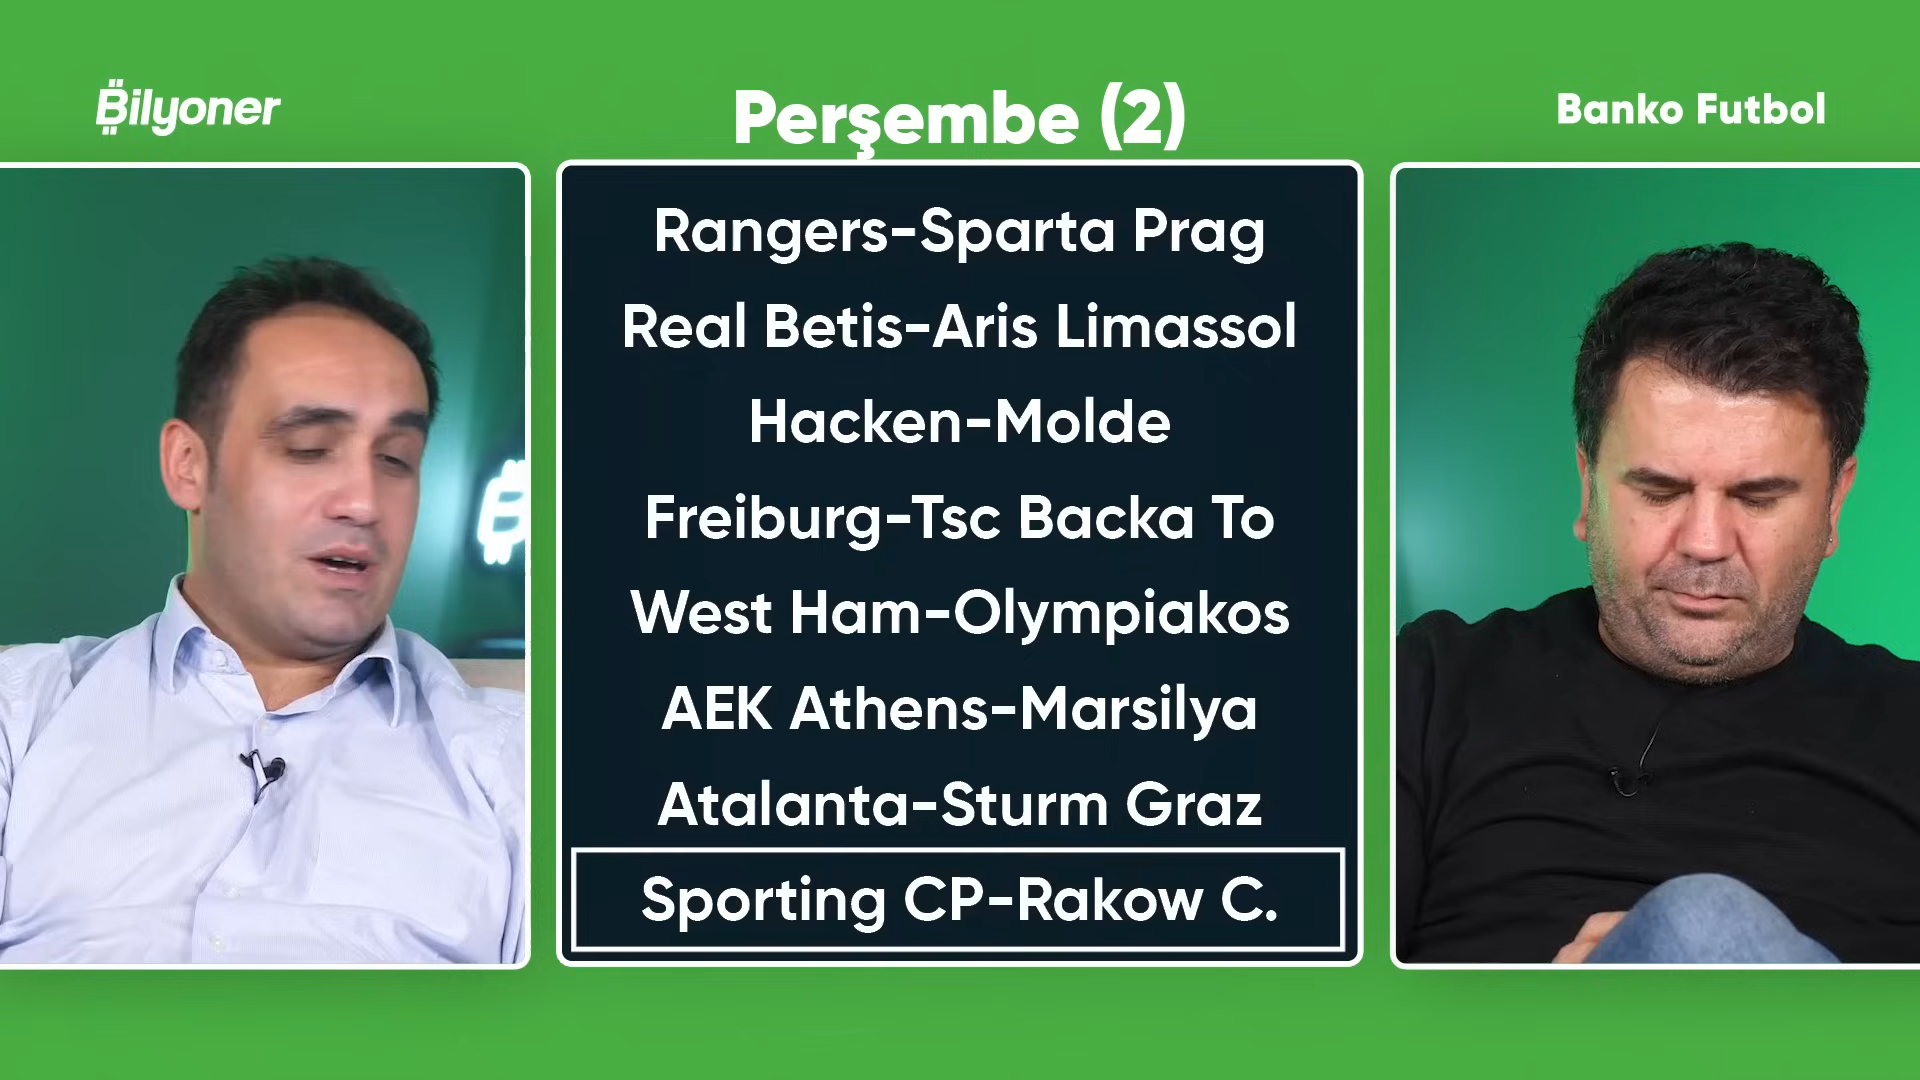 Bilyoner
Perşembe (2)
Banko Futbol
Rangers-Sparta Prag
Real Betis-Aris Limassol
Hacken-Molde
Freiburg-Tsc Backa To
West Ham-Olympiakos
AEK Athens-Marsilya
Atalanta-Sturm Graz
Sporting CP-Rakow C.